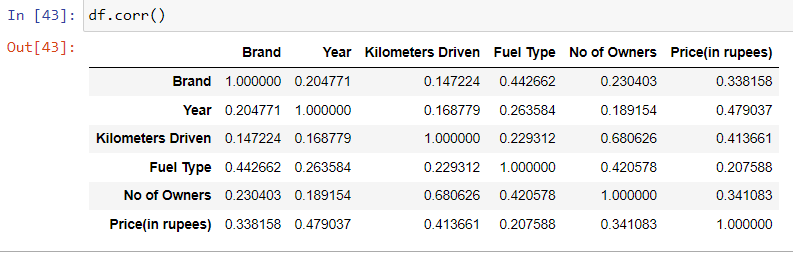 In [43]: df.corr()
Out[43]:
Brand Year Kilometers Driven Fuel Type No of Owners Price(in rupees)
Brand 1.000000 0.204771 0.147224 0.442662 0.230403 0.338158
Year 0.204771 1.000000 0.168779 0.263584 0.189154 0.479037
Kilometers Driven 0.147224 0.168779 1.000000 0.229312 0.680626 0.413661
Fuel Type 0.442662 0.263584 0.229312 1.000000 0.420578 0.207588
No of Owners 0.230403 0.189154 0.680626 0.420578 1.000000 0.341083
Price(in rupees) 0.338158 0.479037 0.413661 0.207588 0.341083 1.000000